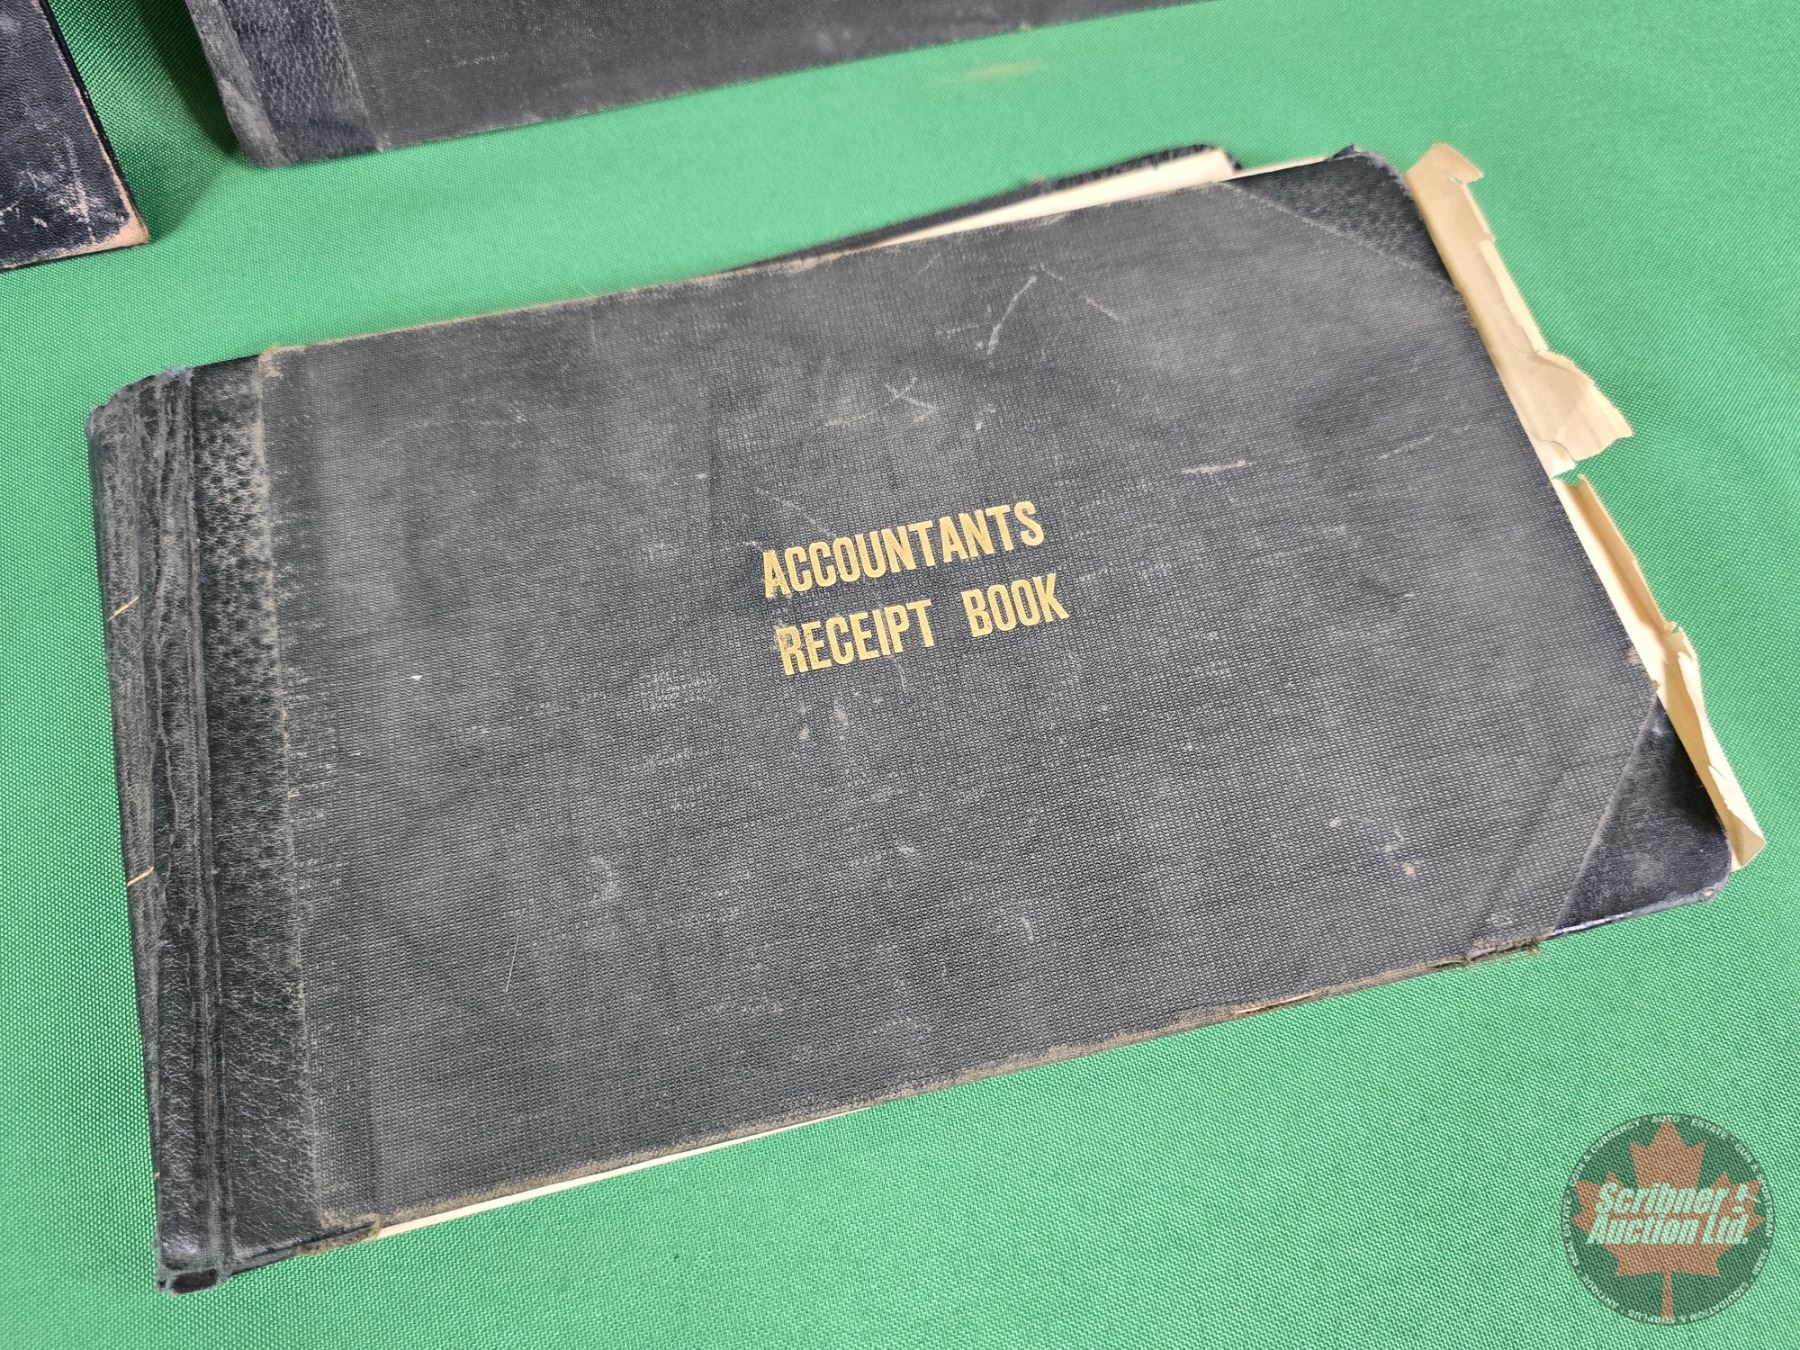 ACCOUNTANTS
RECEIPT BOOK
Scribner
Auction Ltd.